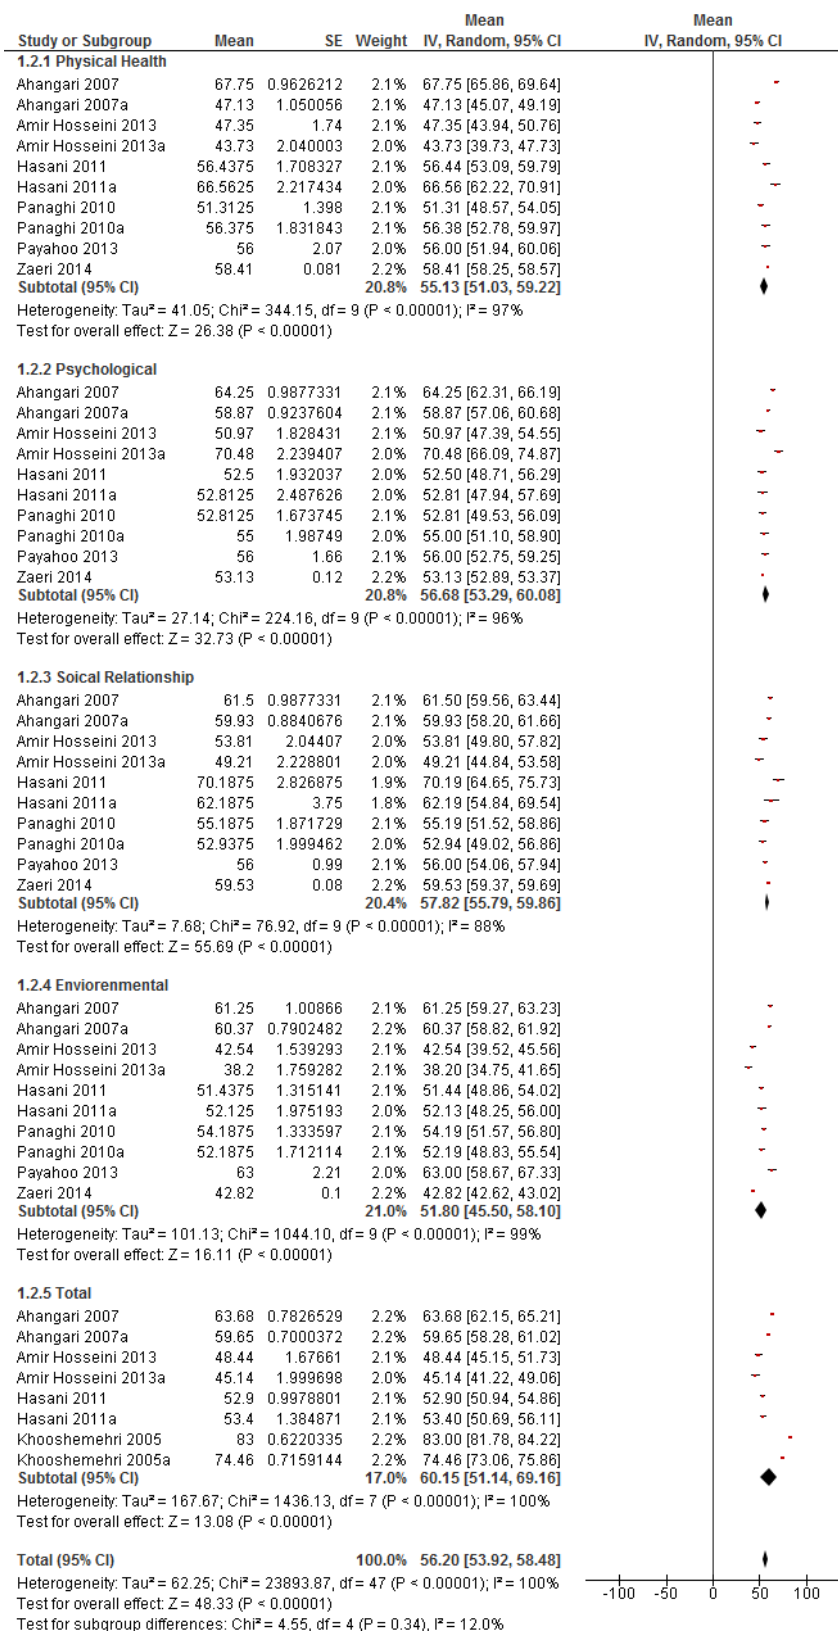 Mean Mean
Study or Subgroup Mean SE Weight IV, Random, 95% CI IV, Random, 95% CI
1.2.1 Physical Health
Ahangari 2007 67.75 0.9626212 2.1% 67.75 [65.86, 69.64]
Ahangari 2007a 47.13 1.050056 2.1% 47.13 [45.07, 49.19]
Amir Hosseini 2013 47.35 1.74 2.1% 47.35 [43.94, 50.76]
Amir Hosseini 2013a 43.73 2.040003 2.0% 43.73 [39.73, 47.73]
Hasani 2011 56.4375 1.708327 2.1% 56.44 [53.09, 59.79]
Hasani 2011a 66.5625 2.217434 2.0% 66.56 [62.22, 70.91]
Panaghi 2010 51.3125 1.398 2.1% 51.31 [48.57, 54.05]
Panaghi 2010a 56.375 1.831843 2.1% 56.38 [52.78, 59.97]
Payahoo 2013 56 2.07 2.0% 56.00 [51.94, 60.06]
Zaeri 2014 58.41 0.081 2.2% 58.41 [58.25, 58.57]
Subtotal (95% CI) 20.8% 55.13 [51.03, 59.22]
Heterogeneity: Tau² = 41.05; Chi² = 344.15, df = 9 (P < 0.00001); I² = 97%
Test for overall effect: Z = 26.38 (P < 0.00001)
1.2.2 Psychological
Ahangari 2007 64.25 0.9877331 2.1% 64.25 [62.31, 66.19]
Ahangari 2007a 58.87 0.9237604 2.1% 58.87 [57.06, 60.68]
Amir Hosseini 2013 50.97 1.828431 2.1% 50.97 [47.39, 54.55]
Amir Hosseini 2013a 70.48 2.239407 2.0% 70.48 [66.09, 74.87]
Hasani 2011 52.5 1.932037 2.1% 52.50 [48.71, 56.29]
Hasani 2011a 52.8125 2.487626 2.0% 52.81 [47.94, 57.69]
Panaghi 2010 52.8125 1.673745 2.1% 52.81 [49.53, 56.09]
Panaghi 2010a 55 1.98749 2.0% 55.00 [51.10, 58.90]
Payahoo 2013 56 1.66 2.1% 56.00 [52.75, 59.25]
Zaeri 2014 53.13 0.12 2.2% 53.13 [52.89, 53.37]
Subtotal (95% CI) 20.8% 56.68 [53.29, 60.08]
Heterogeneity: Tau² = 27.14; Chi² = 224.16, df = 9 (P < 0.00001); I² = 96%
Test for overall effect: Z = 32.73 (P < 0.00001)
1.2.3 Soical Relationship
Ahangari 2007 61.5 0.9877331 2.1% 61.50 [59.56, 63.44]
Ahangari 2007a 59.93 0.8840676 2.1% 59.93 [58.20, 61.66]
Amir Hosseini 2013 53.81 2.04407 2.0% 53.81 [49.80, 57.82]
Amir Hosseini 2013a 49.21 2.228801 2.0% 49.21 [44.84, 53.58]
Hasani 2011 70.1875 2.826875 1.9% 70.19 [64.65, 75.73]
Hasani 2011a 62.1875 3.75 1.8% 62.19 [54.84, 69.54]
Panaghi 2010 55.1875 1.871729 2.1% 55.19 [51.52, 58.86]
Panaghi 2010a 52.9375 1.999462 2.0% 52.94 [49.02, 56.86]
Payahoo 2013 56 0.99 2.1% 56.00 [54.06, 57.94]
Zaeri 2014 59.53 0.08 2.2% 59.53 [59.37, 59.69]
Subtotal (95% CI) 20.4% 57.82 [55.79, 59.86]
Heterogeneity: Tau² = 7.68; Chi² = 76.92, df = 9 (P < 0.00001); I² = 88%
Test for overall effect: Z = 55.69 (P < 0.00001)
1.2.4 Enviorenmental
Ahangari 2007 61.25 1.00866 2.1% 61.25 [59.27, 63.23]
Ahangari 2007a 60.37 0.7902482 2.2% 60.37 [58.82, 61.92]
Amir Hosseini 2013 42.54 1.539293 2.1% 42.54 [39.52, 45.56]
Amir Hosseini 2013a 38.2 1.759282 2.1% 38.20 [34.75, 41.65]
Hasani 2011 51.4375 1.315141 2.1% 51.44 [48.86, 54.02]
Hasani 2011a 52.125 1.975193 2.0% 52.13 [48.25, 56.00]
Panaghi 2010 54.1875 1.333597 2.1% 54.19 [51.57, 56.80]
Panaghi 2010a 52.1875 1.712114 2.1% 52.19 [48.83, 55.54]
Payahoo 2013 63 2.21 2.0% 63.00 [58.67, 67.33]
Zaeri 2014 42.82 0.1 2.2% 42.82 [42.62, 43.02]
Subtotal (95% CI) 21.0% 51.80 [45.50, 58.10]
Heterogeneity: Tau² = 101.13; Chi² = 1044.10, df = 9 (P < 0.00001); I² = 99%
Test for overall effect: Z = 16.11 (P < 0.00001)
1.2.5 Total
Ahangari 2007 63.68 0.7826529 2.2% 63.68 [62.15, 65.21]
Ahangari 2007a 59.65 0.7000372 2.2% 59.65 [58.28, 61.02]
Amir Hosseini 2013 48.44 1.67661 2.1% 48.44 [45.15, 51.73]
Amir Hosseini 2013a 45.14 1.999698 2.0% 45.14 [41.22, 49.06]
Hasani 2011 52.9 0.9978801 2.1% 52.90 [50.94, 54.86]
Hasani 2011a 53.4 1.384871 2.1% 53.40 [50.69, 56.11]
Khooshemehri 2005 83 0.6220335 2.2% 83.00 [81.78, 84.22]
Khooshemehri 2005a 74.46 0.7159144 2.2% 74.46 [73.06, 75.86]
Subtotal (95% CI) 17.0% 60.15 [51.14, 69.16]
Heterogeneity: Tau² = 167.67; Chi² = 1436.13, df = 7 (P < 0.00001); I² = 100%
Test for overall effect: Z = 13.08 (P < 0.00001)
Total (95% CI) 100.0% 56.20 [53.92, 58.48]
Heterogeneity: Tau² = 62.25; Chi² = 23893.87, df = 47 (P < 0.00001); I² = 100%
-100 -50 0 50 100
Test for overall effect: Z = 48.33 (P < 0.00001)
Test for subgroup differences: Chi² = 4.55, df = 4 (P = 0.34), I² = 12.0%